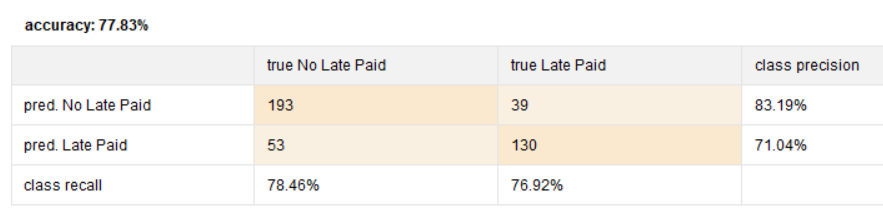 accuracy: 77.83%
true No Late Paid true Late Paid class precision
pred. No Late Paid 193 39 83.19%
pred. Late Paid 53 130 71.04%
class recall 78.46% 76.92%